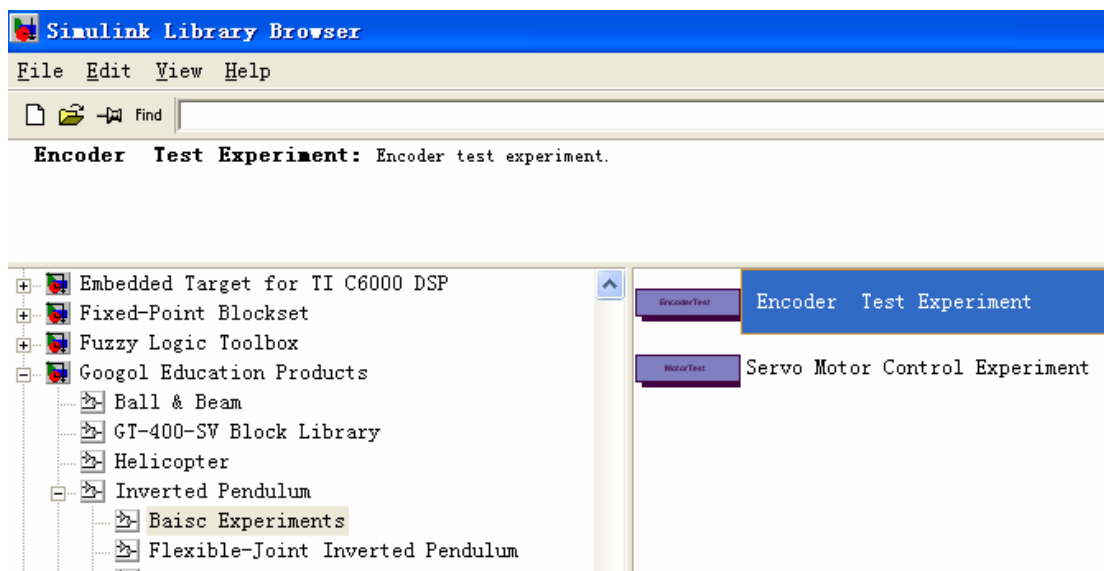 Simulink Library Browser
File Edit View Help
Find
Encoder Test Experiment: Encoder test experiment.
Embedded Target for TI C6000 DSP
Fixed-Point Blockset
Fuzzy Logic Toolbox
Googol Education Products
Ball & Beam
GT-400-SV Block Library
Helicopter
Inverted Pendulum
Baisc Experiments
Flexible-Joint Inverted Pendulum
EncoderTest Encoder Test Experiment
MotorTest Servo Motor Control Experiment